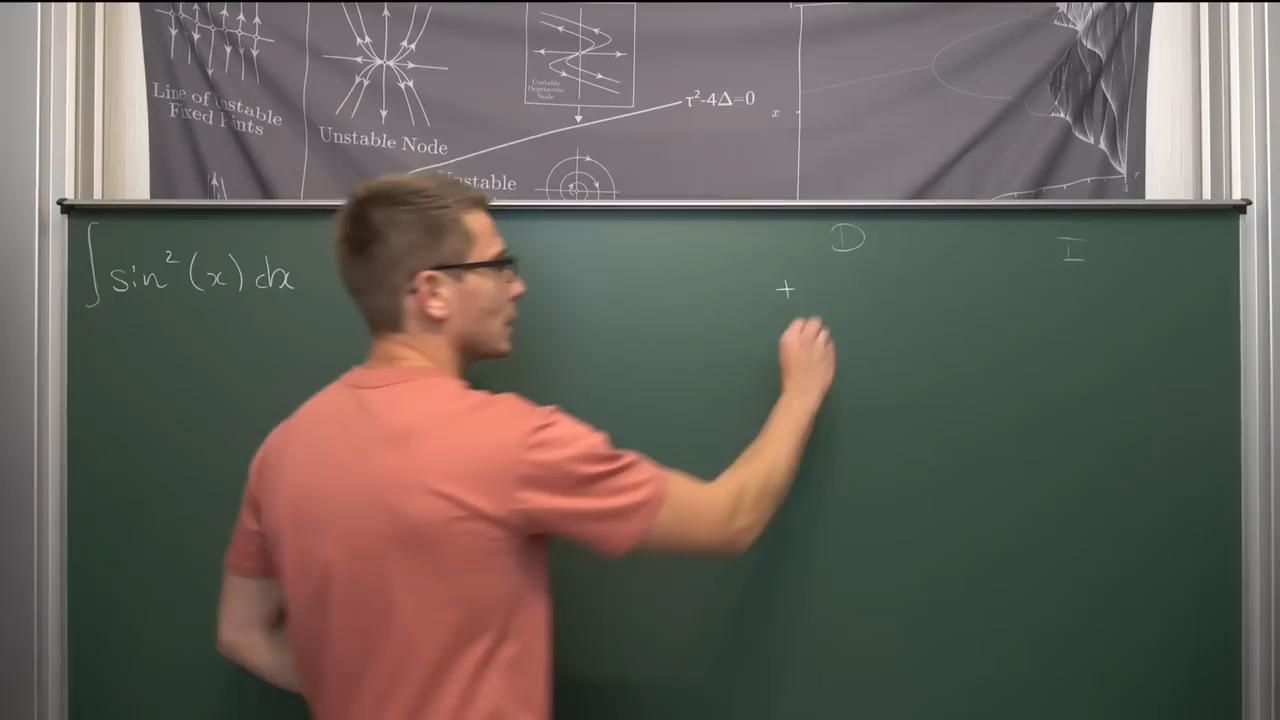 Line of Unstable
Fixed Points
Unstable Node
Unstable
Degenerate
Node
τ²-4Δ=0
Unstable
x
r
∫ sin² (x) dx
D
I
+